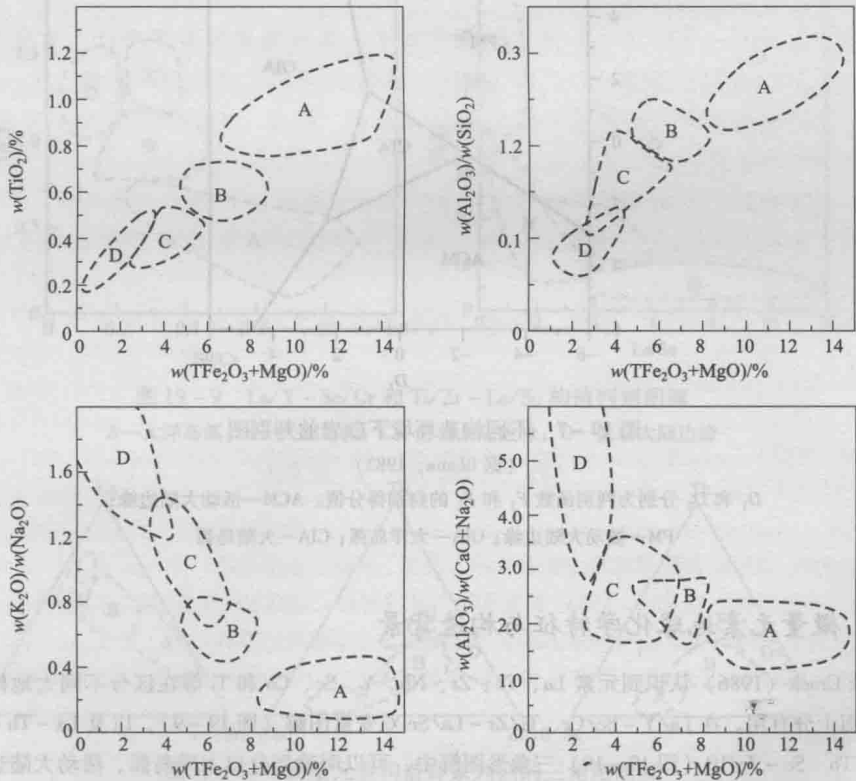 w(TiO₂)/%
1.2
1.0
0.8
0.6
0.4
0.2
0
A
B
C
D
0 2 4 6 8 10 12 14
w(TFe₂O₃+MgO)/%
w(Al₂O₃)/w(SiO₂)
0.3
1.2
0.1
0
A
B
C
D
0 2 4 6 8 10 12 14
w(TFe₂O₃+MgO)/%
w(K₂O)/w(Na₂O)
1.6
1.2
0.8
0.4
0
D
C
B
A
0 2 4 6 8 10 12 14
w(TFe₂O₃+MgO)/%
w(Al₂O₃)/w(CaO+Na₂O)
5.0
4.0
3.0
2.0
1.0
0
D
C
B
A
0 2 4 6 8 10 12 14
w(TFe₂O₃+MgO)/%